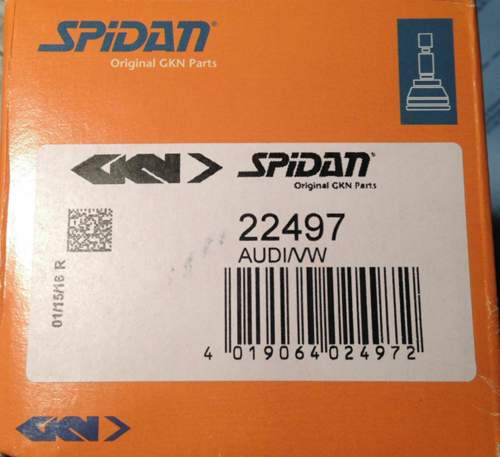 SPiDAN®
Original GKN Parts
GKN SPiDAN®
Original GKN Parts
22497
AUDI/VW
01/15/16 R
4 019064 024972
GKN